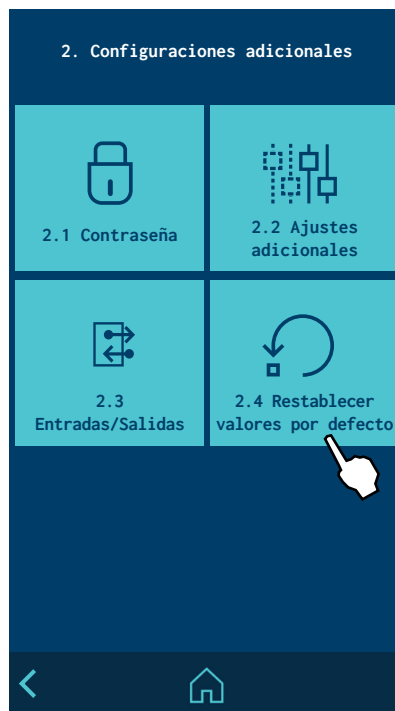 2. Configuraciones adicionales
2.1 Contraseña
2.2 Ajustes
adicionales
2.3
Entradas/Salidas
2.4 Restablecer
valores por defecto